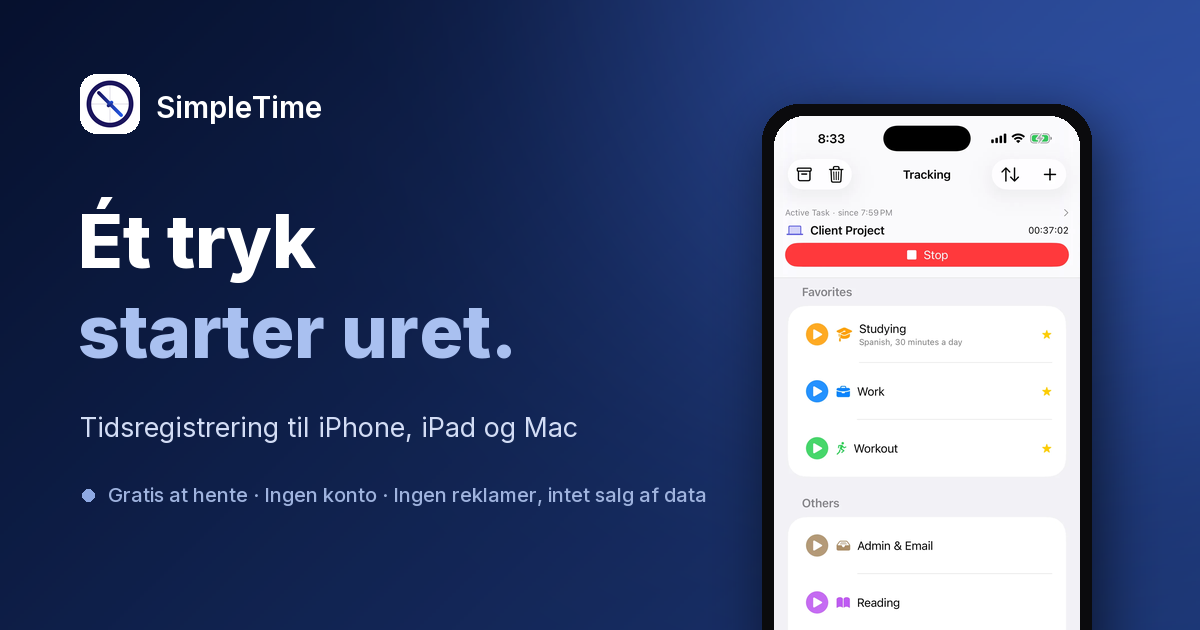 SimpleTime
Ét tryk
starter uret.
Tidsregistrering til iPhone, iPad og Mac
Gratis at hente · Ingen konto · Ingen reklamer, intet salg af data
8:33
Tracking
Active Task · since 7:59 PM
Client Project 00:37:02
Stop
Favorites
Studying
Spanish, 30 minutes a day
Work
Workout
Others
Admin & Email
Reading